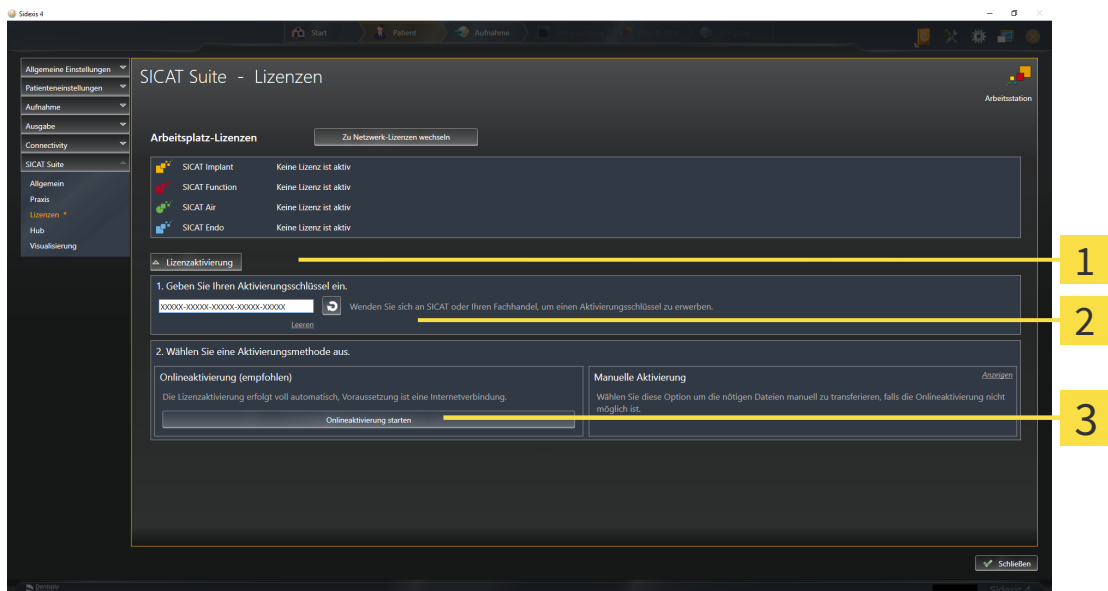 Sidexis 4
Start
Patient
Aufnahme
Allgemeine Einstellungen
Patienteneinstellungen
Aufnahme
Ausgabe
Connectivity
SICAT Suite
Allgemein
Praxis
Lizenzen *
Hub
Visualisierung
SICAT Suite - Lizenzen
Arbeitsstation
Arbeitsplatz-Lizenzen
Zu Netzwerk-Lizenzen wechseln
SICAT Implant Keine Lizenz ist aktiv
SICAT Function Keine Lizenz ist aktiv
SICAT Air Keine Lizenz ist aktiv
SICAT Endo Keine Lizenz ist aktiv
Lizenzaktivierung
1
1. Geben Sie Ihren Aktivierungsschlüssel ein.
XXXXX-XXXXX-XXXXX-XXXXX-XXXXX
Wenden Sie sich an SICAT oder Ihren Fachhandel, um einen Aktivierungsschlüssel zu erwerben.
Leeren
2
2. Wählen Sie eine Aktivierungsmethode aus.
Onlineaktivierung (empfohlen)
Die Lizenzaktivierung erfolgt voll automatisch, Voraussetzung ist eine Internetverbindung.
Onlineaktivierung starten
Manuelle Aktivierung
Anzeigen
Wählen Sie diese Option um die nötigen Dateien manuell zu transferieren, falls die Onlineaktivierung nicht
möglich ist.
3
Schließen
Dentsply
Sidexis 4